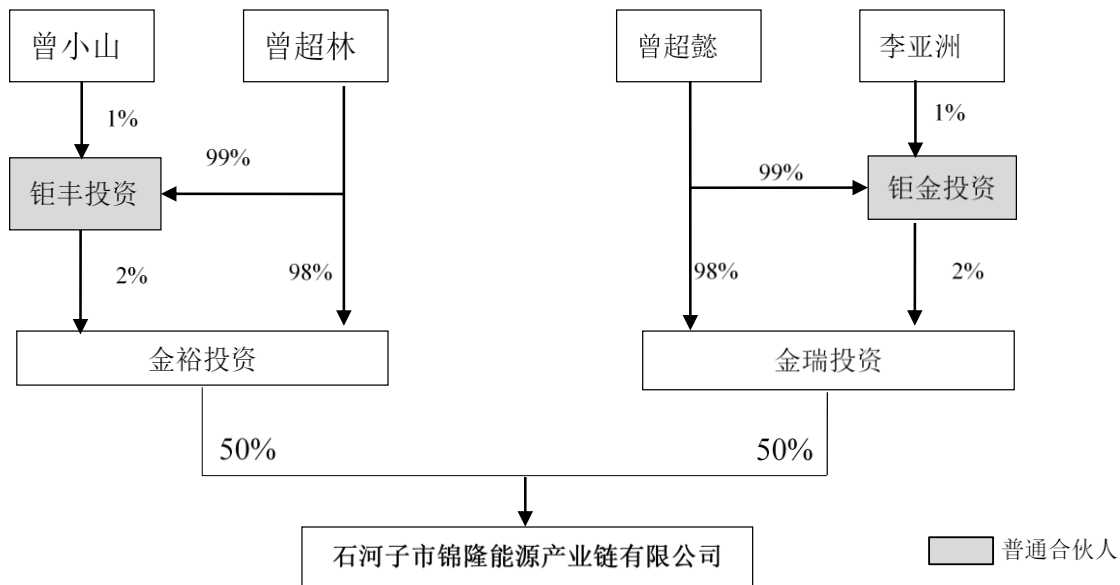 曾小山
曾超林
曾超懿
李亚洲
1%
1%
99%
99%
钜丰投资
钜金投资
2%
98%
98%
2%
金裕投资
金瑞投资
50%
50%
石河子市锦隆能源产业链有限公司
普通合伙人